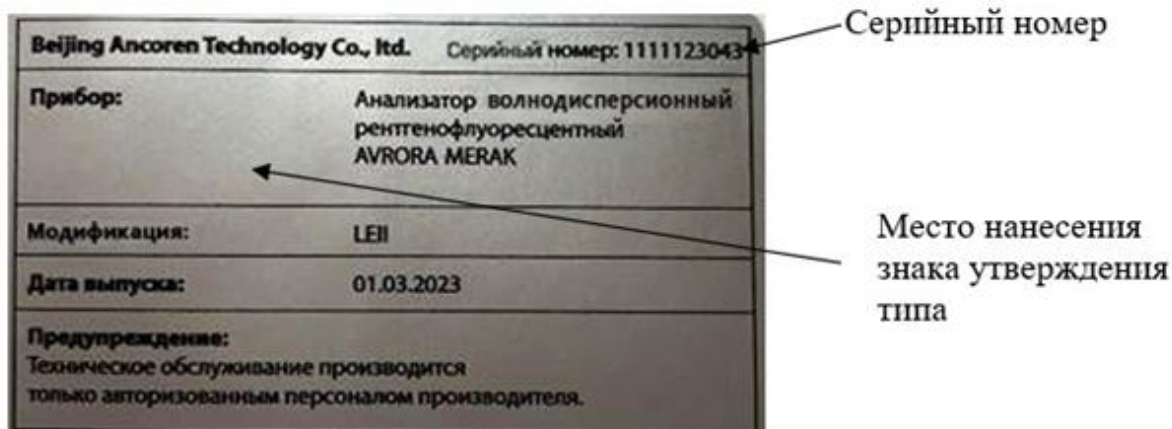 Beijing Ancoren Technology Co., ltd. Серийный номер: 1111123043
Серийный номер
Прибор:
Анализатор волнодисперсионный
рентгенофлуоресцентный
AVRORA MERAK
Место нанесения
знака утверждения
типа
Модификация: LEII
Дата выпуска: 01.03.2023
Предупреждение:
Техническое обслуживание производится
только авторизованным персоналом производителя.